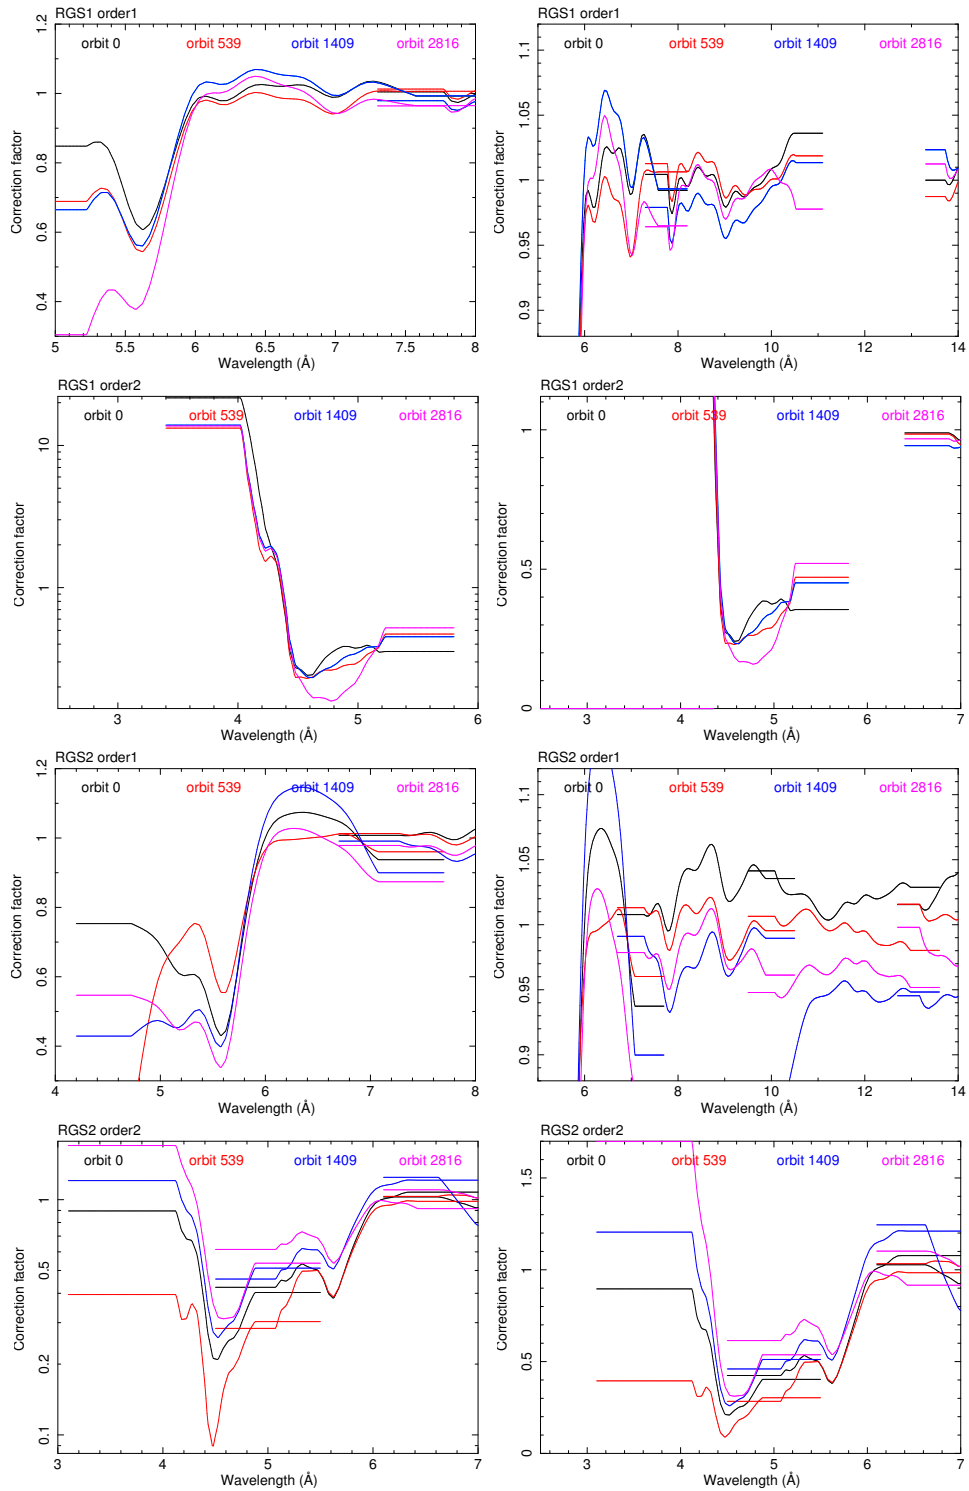 RGS1 order1
orbit 0 orbit 539 orbit 1409 orbit 2816
Correction factor
1.2
1
0.8
0.6
0.4
5 5.5 6 6.5 7 7.5 8
Wavelength (Å)
RGS1 order1
orbit 0 orbit 539 orbit 1409 orbit 2816
Correction factor
1.1
1.05
1
0.95
0.9
6 8 10 12 14
Wavelength (Å)
RGS1 order2
orbit 0 orbit 539 orbit 1409 orbit 2816
Correction factor
10
1
3 4 5 6
Wavelength (Å)
RGS1 order2
orbit 0 orbit 539 orbit 1409 orbit 2816
Correction factor
1
0.5
0
3 4 5 6 7
Wavelength (Å)
RGS2 order1
orbit 0 orbit 539 orbit 1409 orbit 2816
Correction factor
1.2
1
0.8
0.6
0.4
4 5 6 7 8
Wavelength (Å)
RGS2 order1
orbit 0 orbit 539 orbit 1409 orbit 2816
Correction factor
1.1
1.05
1
0.95
0.9
6 8 10 12 14
Wavelength (Å)
RGS2 order2
orbit 0 orbit 539 orbit 1409 orbit 2816
Correction factor
1
0.5
0.2
0.1
3 4 5 6 7
Wavelength (Å)
RGS2 order2
orbit 0 orbit 539 orbit 1409 orbit 2816
Correction factor
1.5
1
0.5
0
3 4 5 6 7
Wavelength (Å)